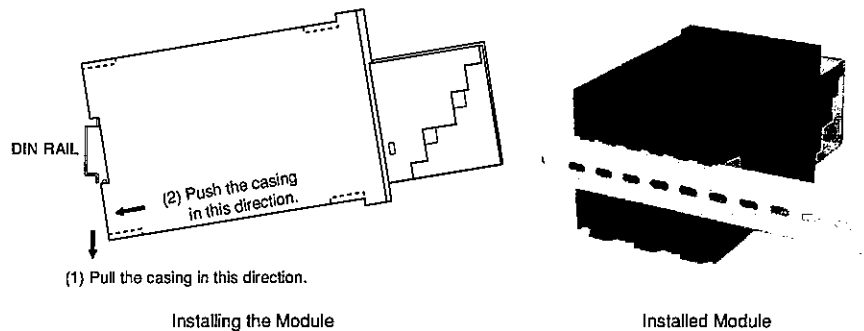 DIN RAIL
(2) Push the casing
in this direction.
(1) Pull the casing in this direction.
Installing the Module
Installed Module